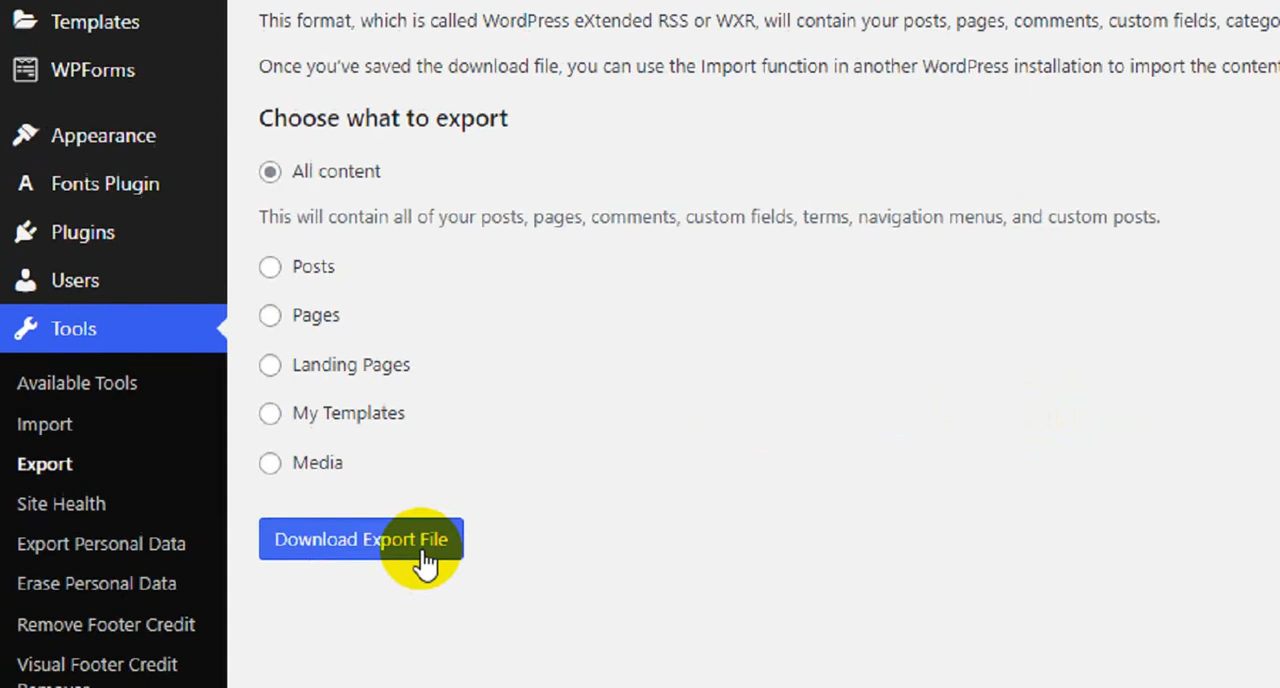 Templates
WPForms
Appearance
Fonts Plugin
Plugins
Users
Tools
Available Tools
Import
Export
Site Health
Export Personal Data
Erase Personal Data
Remove Footer Credit
Visual Footer Credit
This format, which is called WordPress eXtended RSS or WXR, will contain your posts, pages, comments, custom fields,
Once you've saved the download file, you can use the Import function in another WordPress installation to import the
Choose what to export
All content
This will contain all of your posts, pages, comments, custom fields, terms, navigation menus, and custom posts.
Posts
Pages
Landing Pages
My Templates
Media
Download Export File